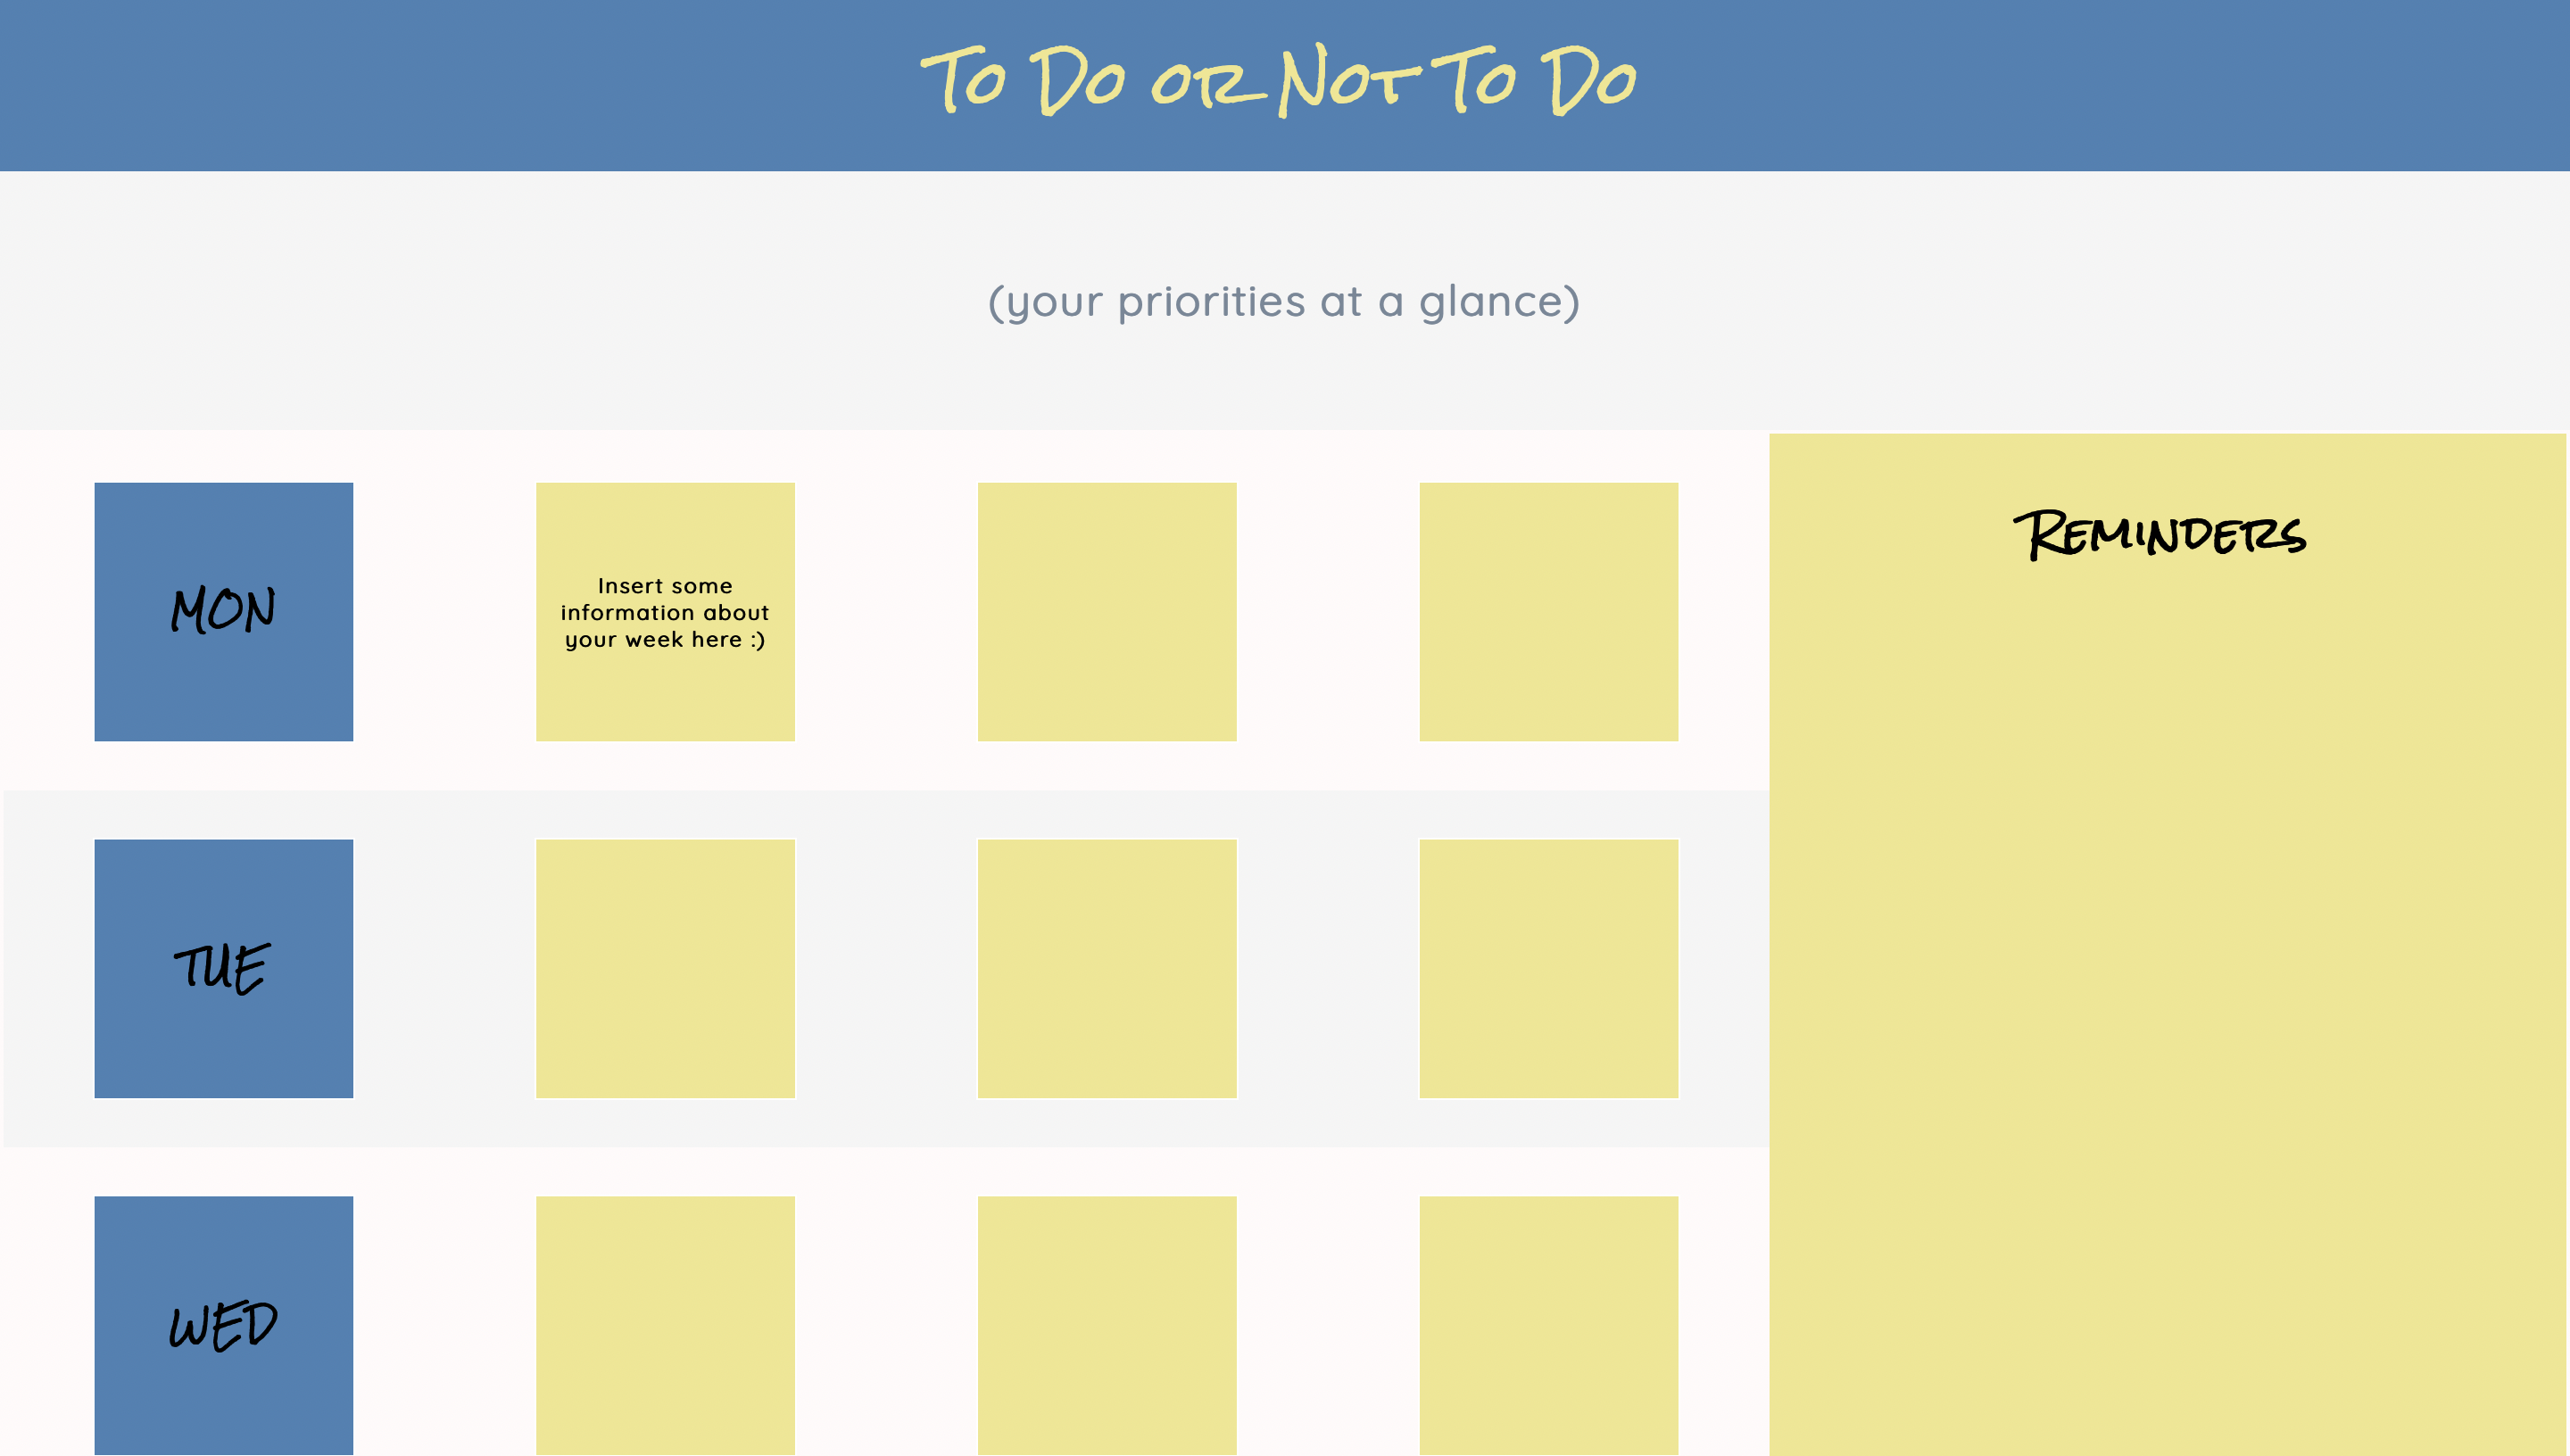 To Do or Not To Do
(your priorities at a glance)
MON
Insert some
information about
your week here :)
Reminders
TUE
WED